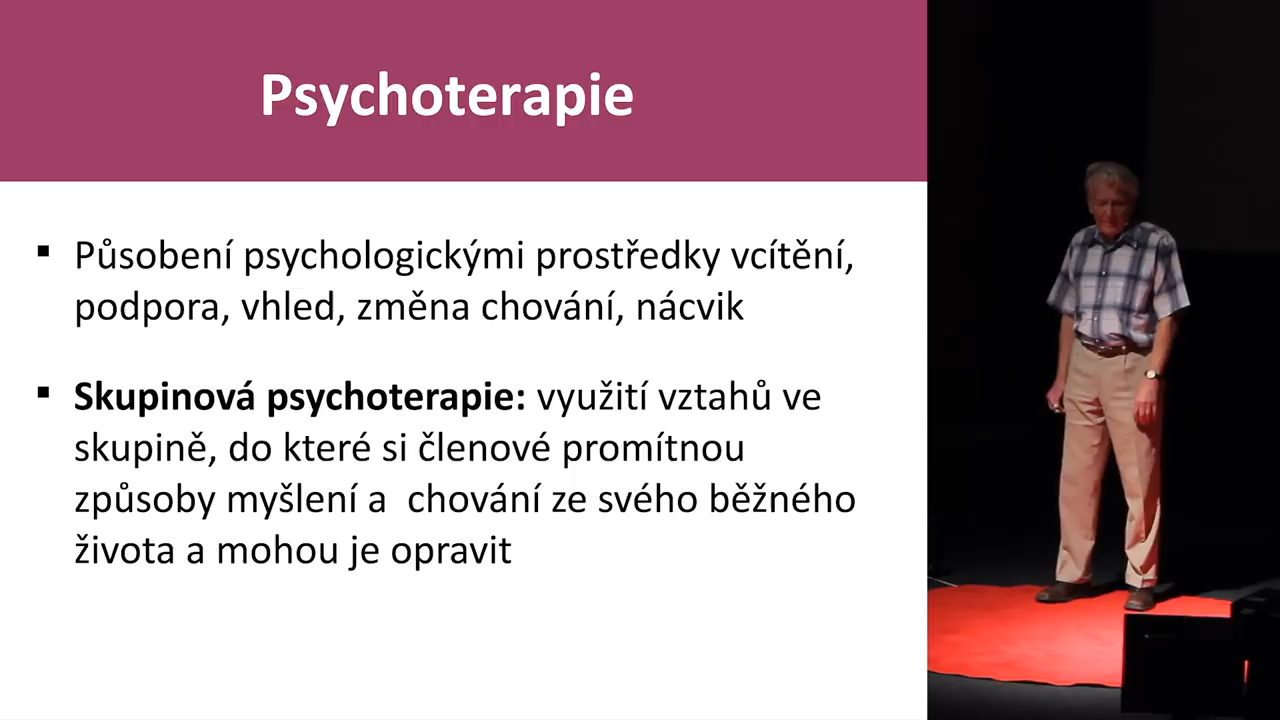 Psychoterapie
▪ Působení psychologickými prostředky vcítění,
podpora, vhled, změna chování, nácvik
▪ Skupinová psychoterapie: využití vztahů ve
skupině, do které si členové promítnou
způsoby myšlení a  chování ze svého běžného
života a mohou je opravit